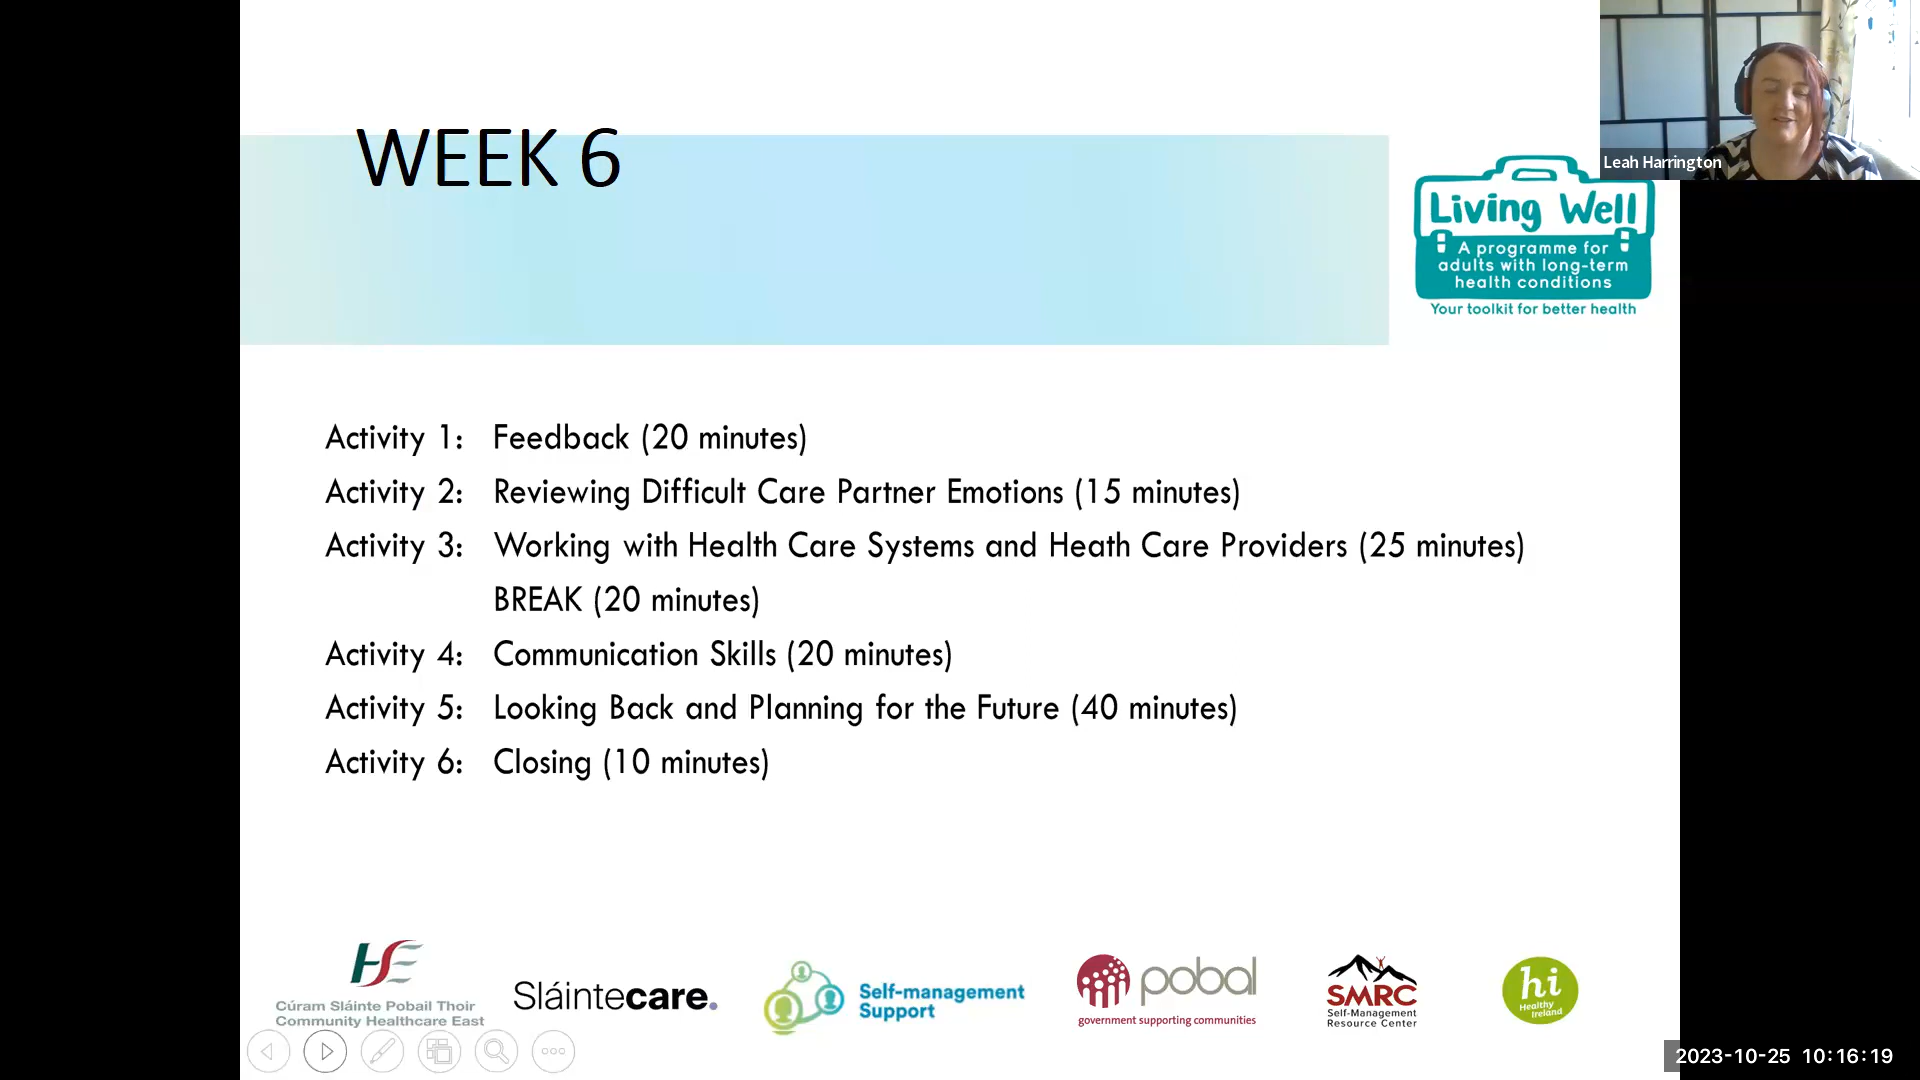 WEEK 6
Leah Harrington
Living Well
A programme for
adults with long-term
health conditions
Your toolkit for better health
Activity 1: Feedback (20 minutes)
Activity 2: Reviewing Difficult Care Partner Emotions (15 minutes)
Activity 3: Working with Health Care Systems and Heath Care Providers (25 minutes)
BREAK (20 minutes)
Activity 4: Communication Skills (20 minutes)
Activity 5: Looking Back and Planning for the Future (40 minutes)
Activity 6: Closing (10 minutes)
HSE
Cúram Sláinte Pobail Thoir
Community Healthcare East
Sláintecare.
Self-management
Support
pobal
government supporting communities
SMRC
Self-Management
Resource Center
hi
Healthy
Ireland
2023-10-25 10:16:19